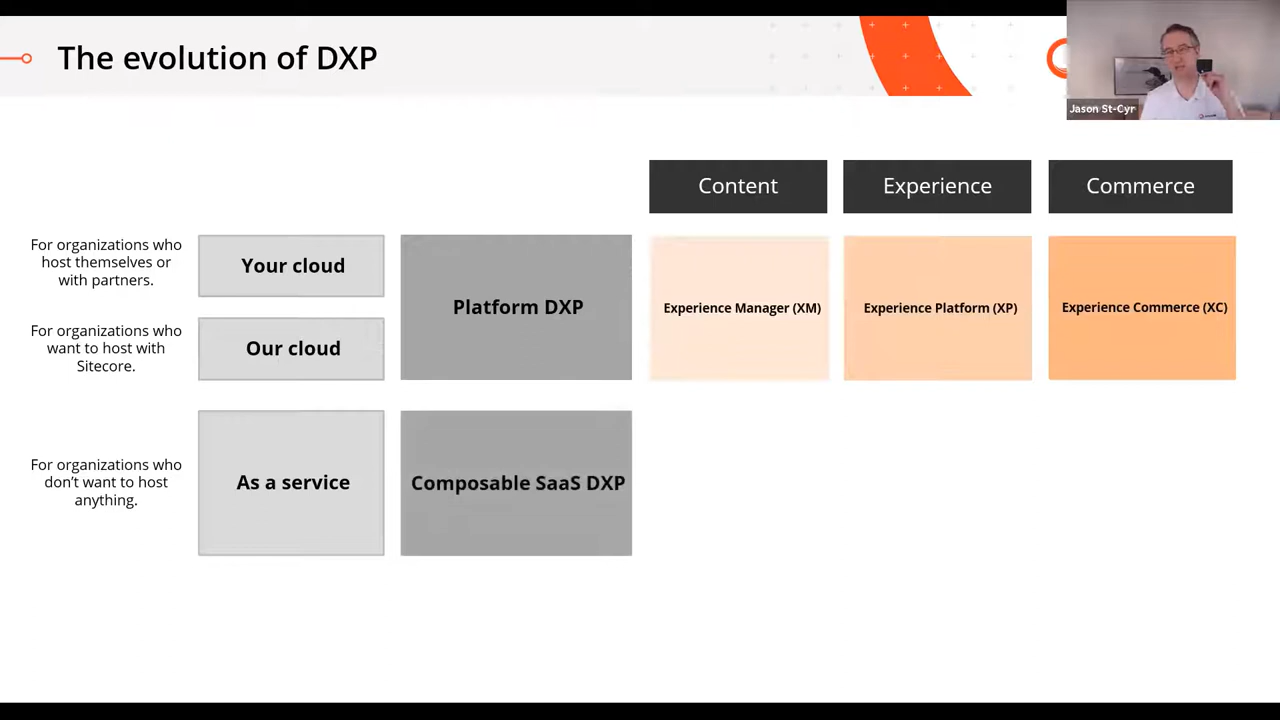 The evolution of DXP
Jason St-Cyr
Content
Experience
Commerce
For organizations who
host themselves or
with partners.
Your cloud
Platform DXP
Experience Manager (XM)
Experience Platform (XP)
Experience Commerce (XC)
For organizations who
want to host with
Sitecore.
Our cloud
For organizations who
don't want to host
anything.
As a service
Composable SaaS DXP